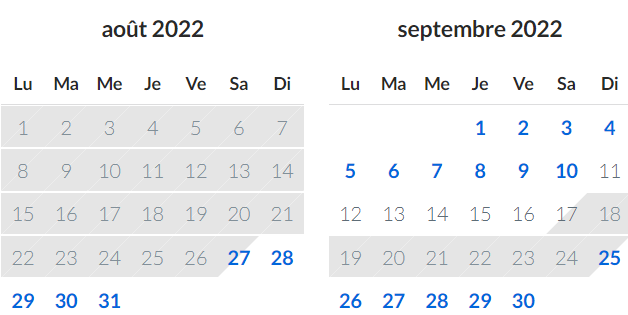 août 2022
Lu Ma Me Je Ve Sa Di
1 2 3 4 5 6 7
8 9 10 11 12 13 14
15 16 17 18 19 20 21
22 23 24 25 26 27 28
29 30 31
septembre 2022
Lu Ma Me Je Ve Sa Di
1 2 3 4
5 6 7 8 9 10 11
12 13 14 15 16 17 18
19 20 21 22 23 24 25
26 27 28 29 30